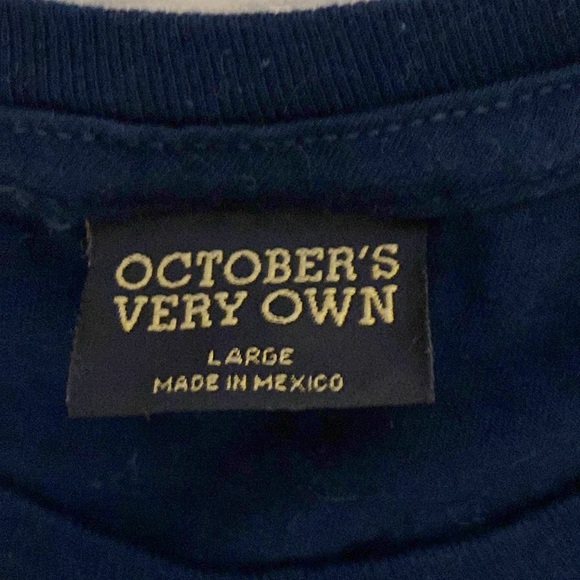 OCTOBER'S
VERY OWN
LARGE
MADE IN MEXICO